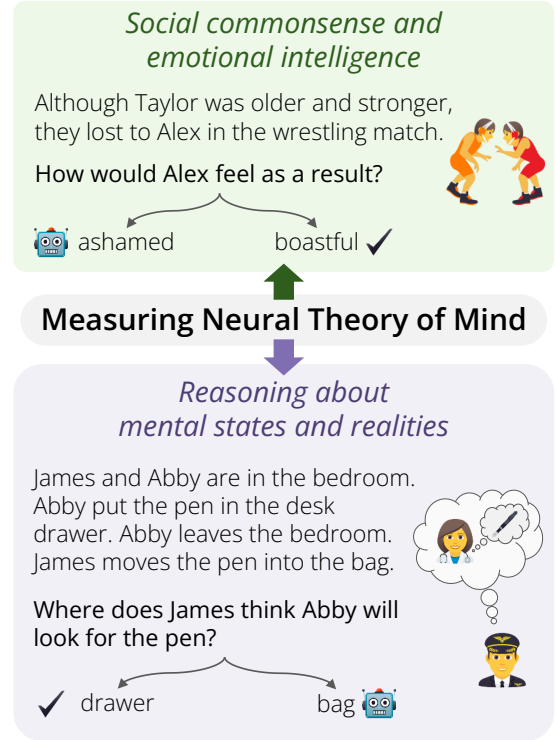 Social commonsense and
emotional intelligence
Although Taylor was older and stronger,
they lost to Alex in the wrestling match.
How would Alex feel as a result?
ashamed
boastful
Measuring Neural Theory of Mind
Reasoning about
mental states and realities
James and Abby are in the bedroom.
Abby put the pen in the desk
drawer. Abby leaves the bedroom.
James moves the pen into the bag.
Where does James think Abby will
look for the pen?
drawer
bag